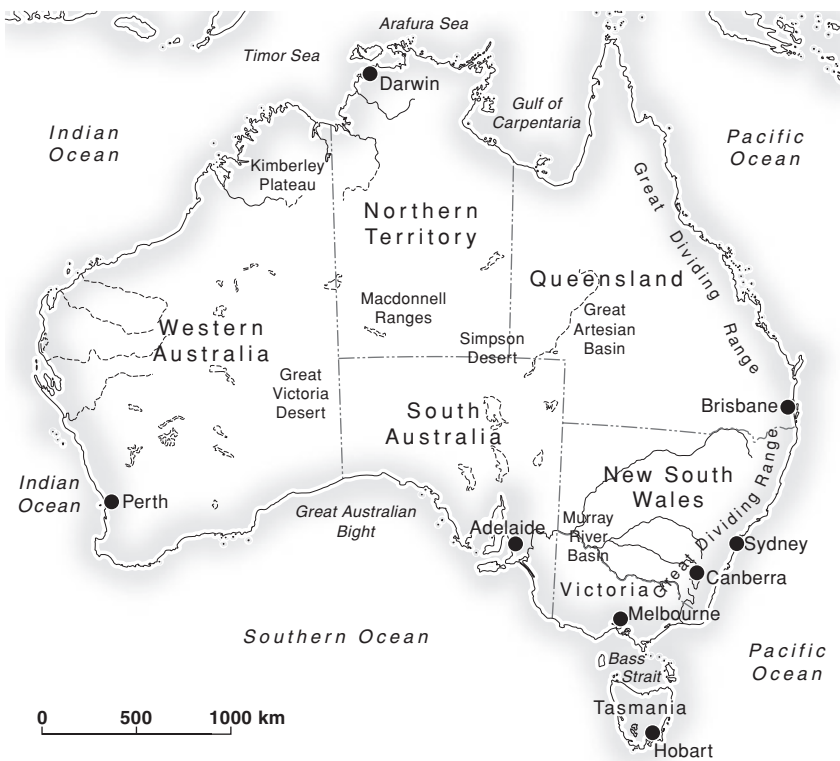 Arafura Sea
Timor Sea
Darwin
Gulf of
Carpentaria
Indian
Ocean
Pacific
Ocean
Kimberley
Plateau
Great Dividing Range
Northern
Territory
Queensland
Macdonnell
Ranges
Great
Artesian
Basin
Western
Australia
Simpson
Desert
Great
Victoria
Desert
South
Australia
Brisbane
Great Dividing Range
New South
Wales
Indian
Ocean
Perth
Great Australian
Bight
Adelaide
Murray
River
Basin
Sydney
Canberra
Victoria
Melbourne
Southern Ocean
Pacific
Ocean
Bass
Strait
Tasmania
Hobart
0 500 1000 km